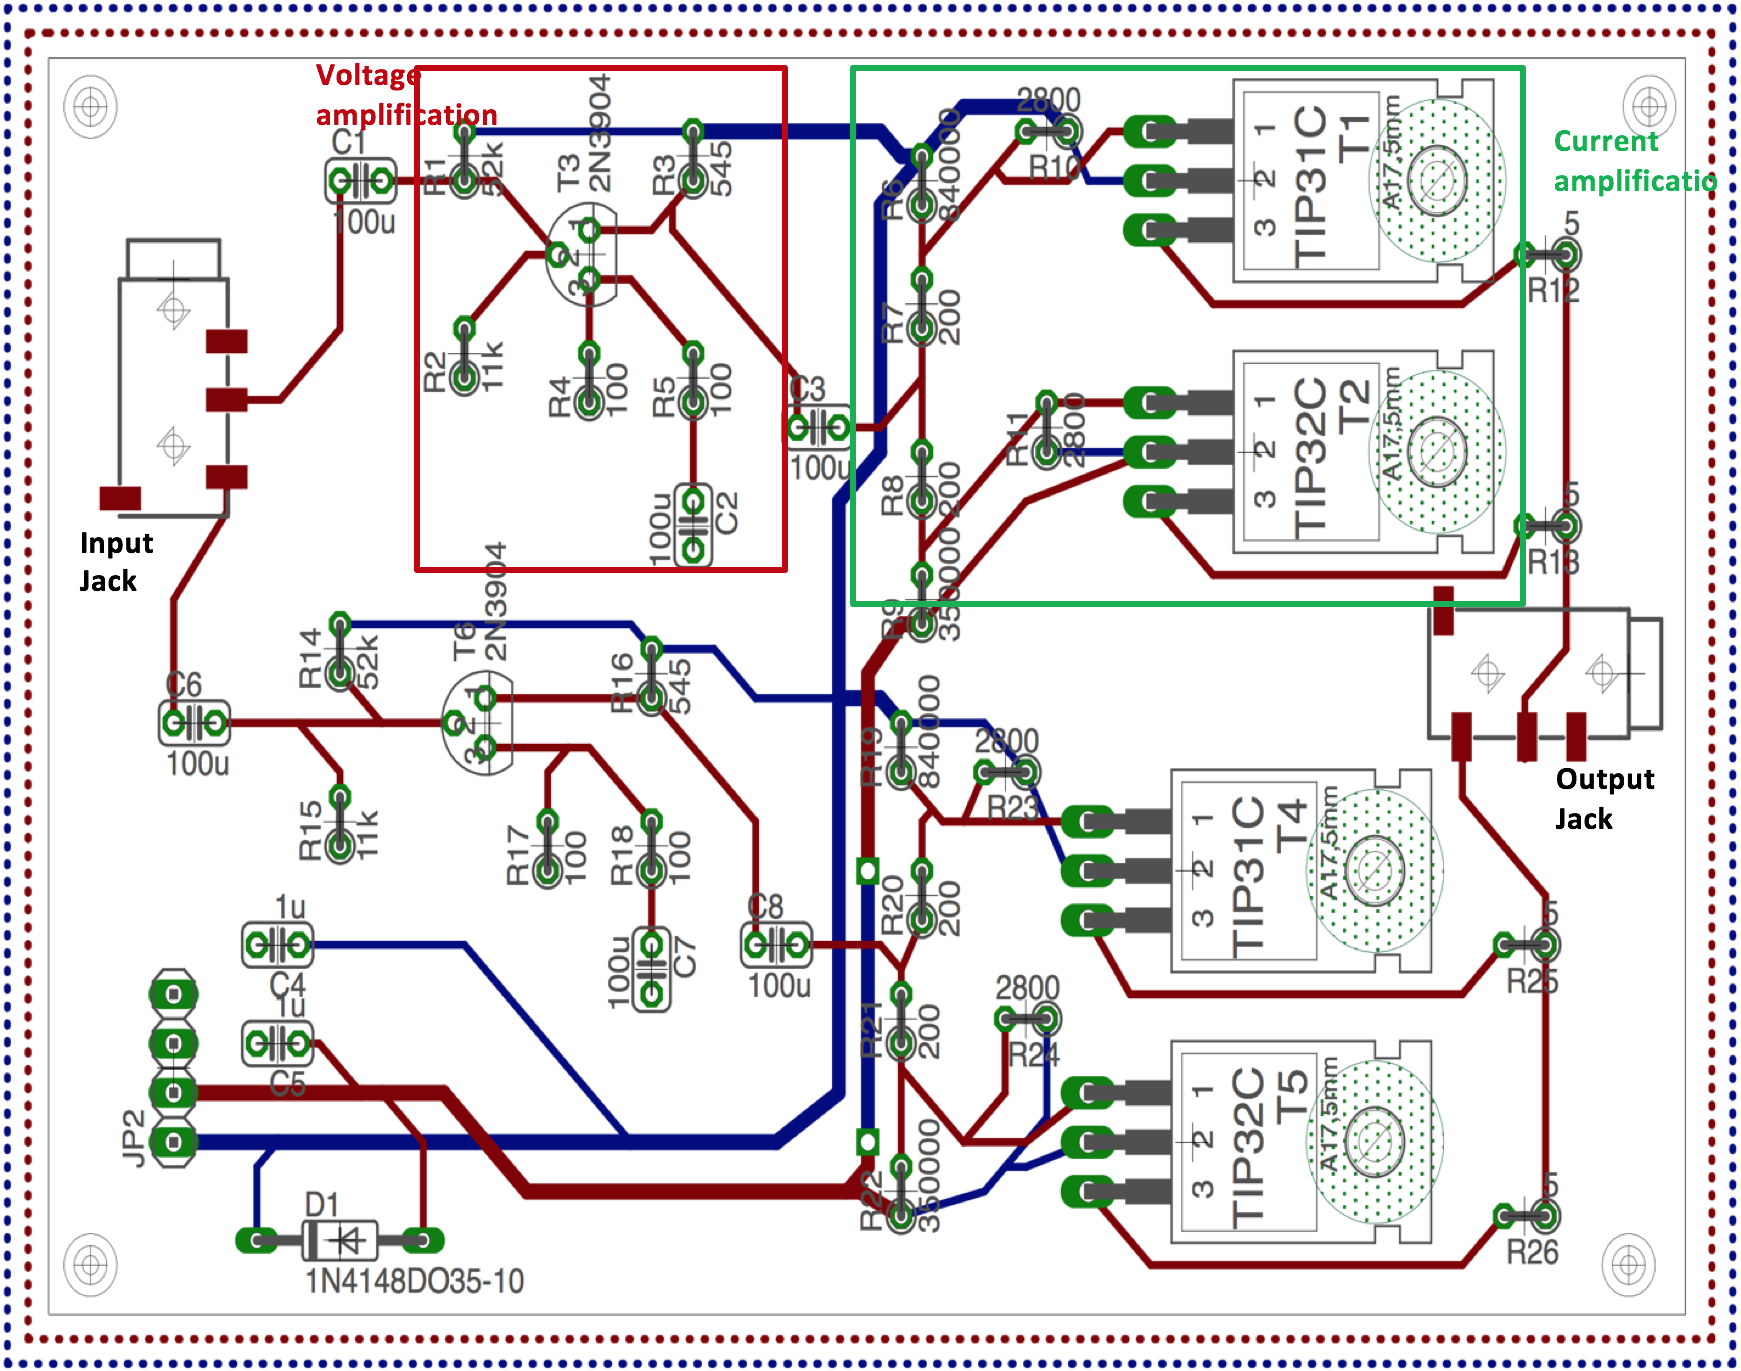 Voltage
amplification
C1
100u
R1
52k
T3
2N3904
R3
545
1
2
3
R2
11k
R4
100
R5
100
100u
C2
C3
100u
R6
840000
2800
R10
R7
200
R11
2800
R8
200
R9
350000
1
2
3
TIP31C
T1
A17,5mm
Current
amplificatio
5
R12
1
2
3
TIP32C
T2
A17,5mm
5
R13
Input
Jack
Output
Jack
C6
100u
R14
52k
T6
2N3904
1
2
3
R16
545
R15
11k
R17
100
R18
100
100u
C7
C8
100u
R19
840000
2800
R23
R20
200
R21
200
2800
R24
R22
350000
1
2
3
TIP31C
T4
A17,5mm
5
R25
1
2
3
TIP32C
T5
A17,5mm
5
R26
1u
C4
1u
C5
JP2
D1
1N4148DO35-10